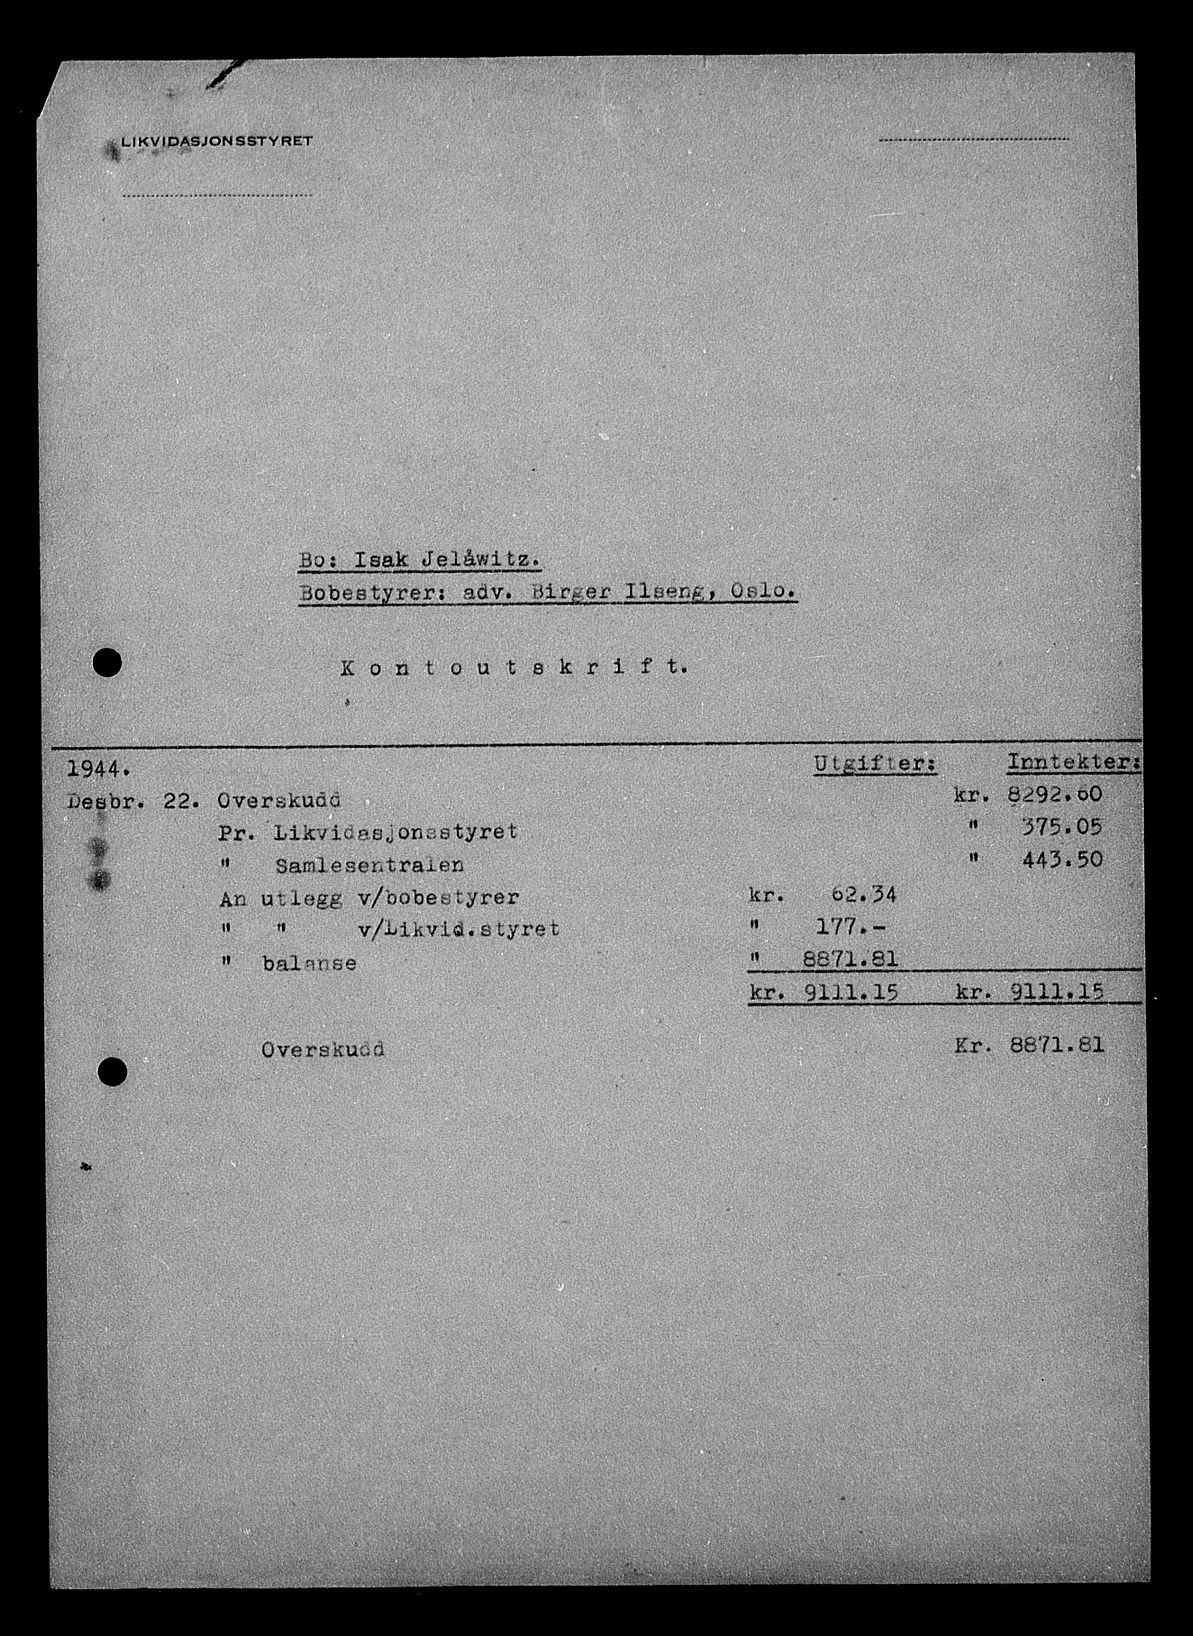 LIKVIDASJONSSTYRET
Bo: Isak Jelåwitz.
Bobestyrer: adv. Birger Ilseng, Oslo.
K o n t o u t s k r i f t.
1944. Utgifter: Inntekter:
Desbr. 22. Overskudd kr. 8292.60
Pr. Likvidasjonsstyret " 375.05
" Samlesentralen " 443.50
An utlegg v/bobestyrer kr. 62.34
" " v/Likvid.styret " 177.-
" balanse " 8871.81
kr. 9111.15 kr. 9111.15
Overskudd Kr. 8871.81